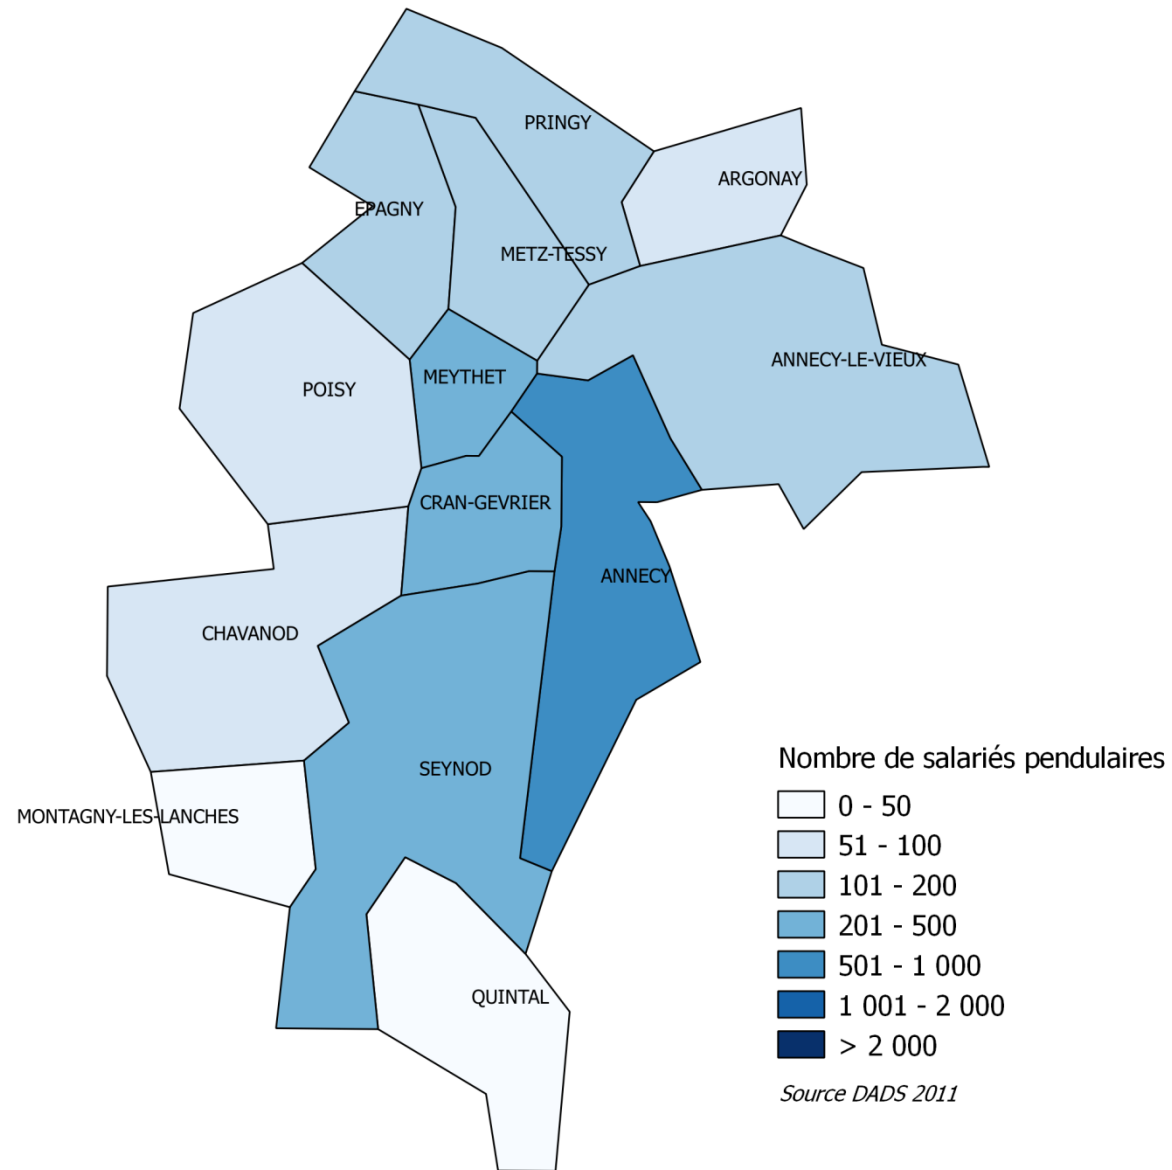 PRINGY
ARGONAY
EPAGNY
METZ-TESSY
ANNECY-LE-VIEUX
MEYTHET
POISY
CRAN-GEVRIER
ANNECY
CHAVANOD
SEYNOD
MONTAGNY-LES-LANCHES
QUINTAL
Nombre de salariés pendulaires
0 - 50
51 - 100
101 - 200
201 - 500
501 - 1 000
1 001 - 2 000
> 2 000
Source DADS 2011